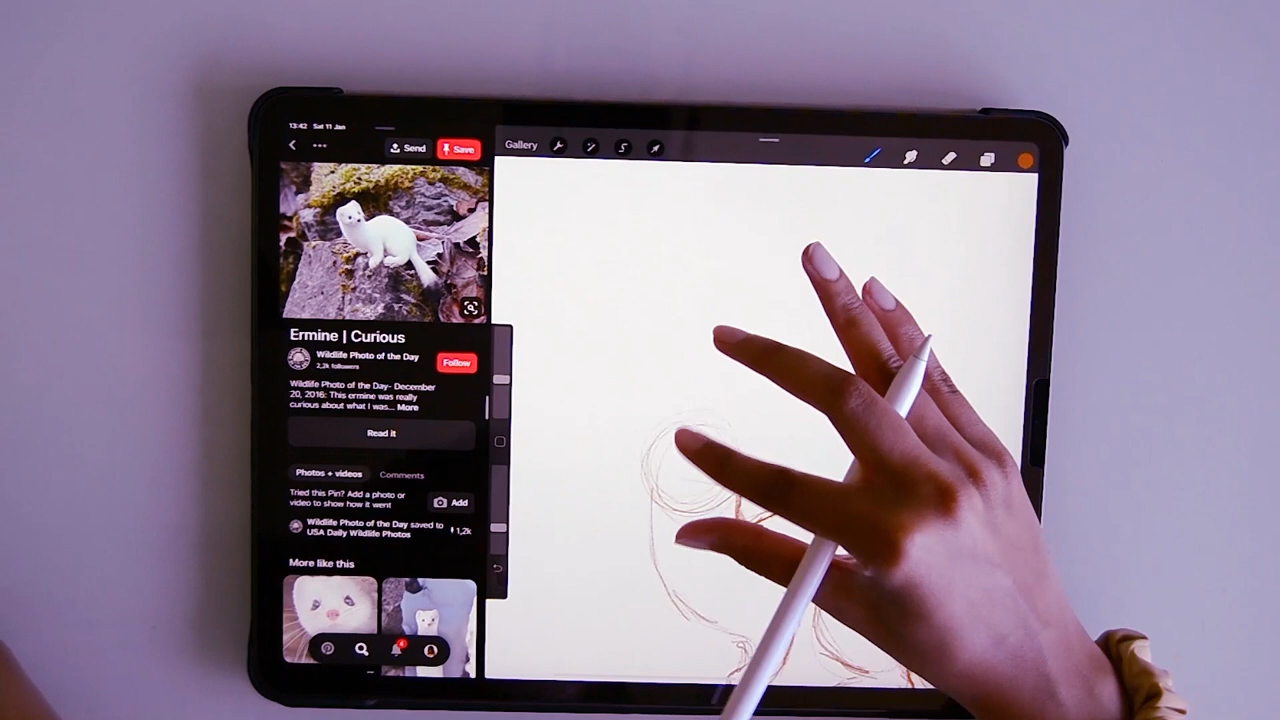 13:42 Sat 11 Jan
Send
Save
Gallery
Ermine | Curious
Wildlife Photo of the Day
2,2k followers
Follow
Wildlife Photo of the Day- December
20, 2016: This ermine was really
curious about what I was... More
Read it
Photos + videos
Comments
Tried this Pin? Add a photo or
video to show how it went
Add
Wildlife Photo of the Day saved to
USA Daily Wildlife Photos
1,2k
More like this